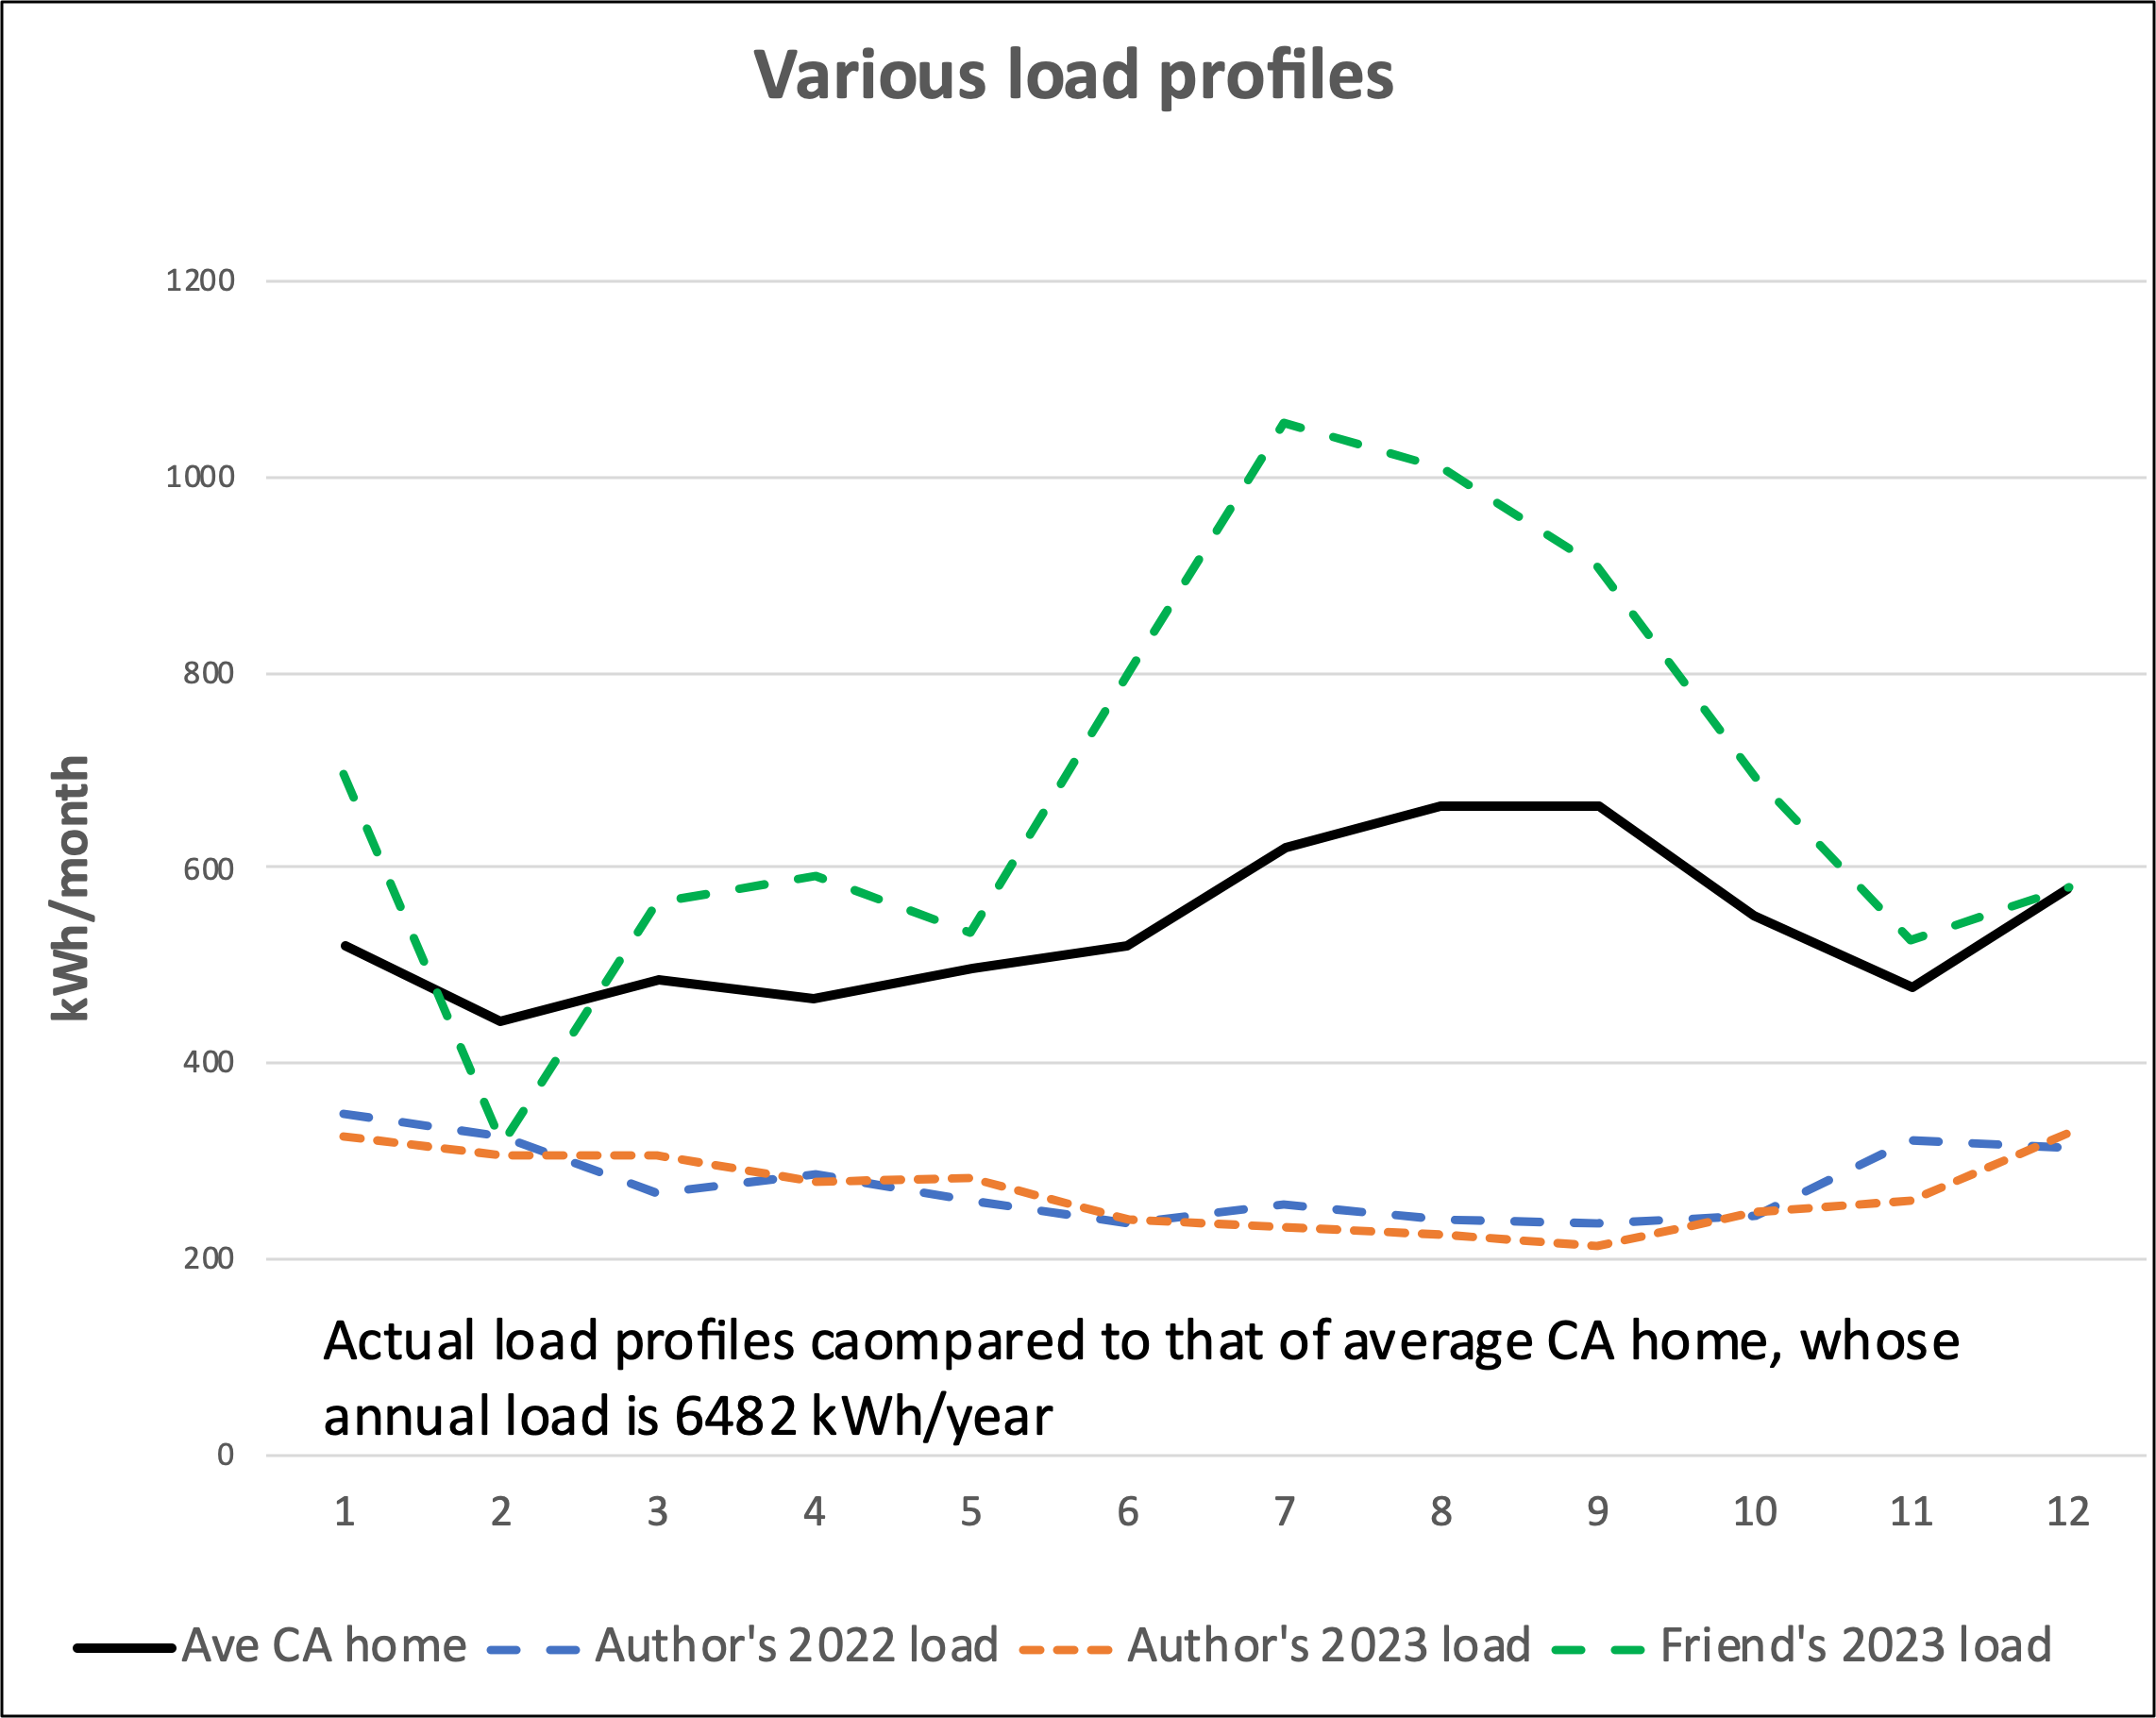 Various load profiles
1200
1000
800
600
400
200
0
kWh/month
Actual load profiles caompared to that of average CA home, whose
annual load is 6482 kWh/year
1 2 3 4 5 6 7 8 9 10 11 12
Ave CA home Author's 2022 load Author's 2023 load Friend's 2023 load